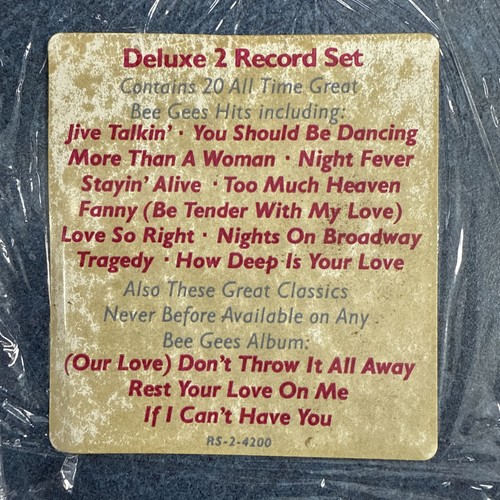 Deluxe 2 Record Set
Contains 20 All Time Great
Bee Gees Hits including:
Jive Talkin' · You Should Be Dancing
More Than A Woman · Night Fever
Stayin' Alive · Too Much Heaven
Fanny (Be Tender With My Love)
Love So Right · Nights On Broadway
Tragedy · How Deep Is Your Love
Also These Great Classics
Never Before Available on Any
Bee Gees Album:
(Our Love) Don't Throw It All Away
Rest Your Love On Me
If I Can't Have You
RS-2-4200